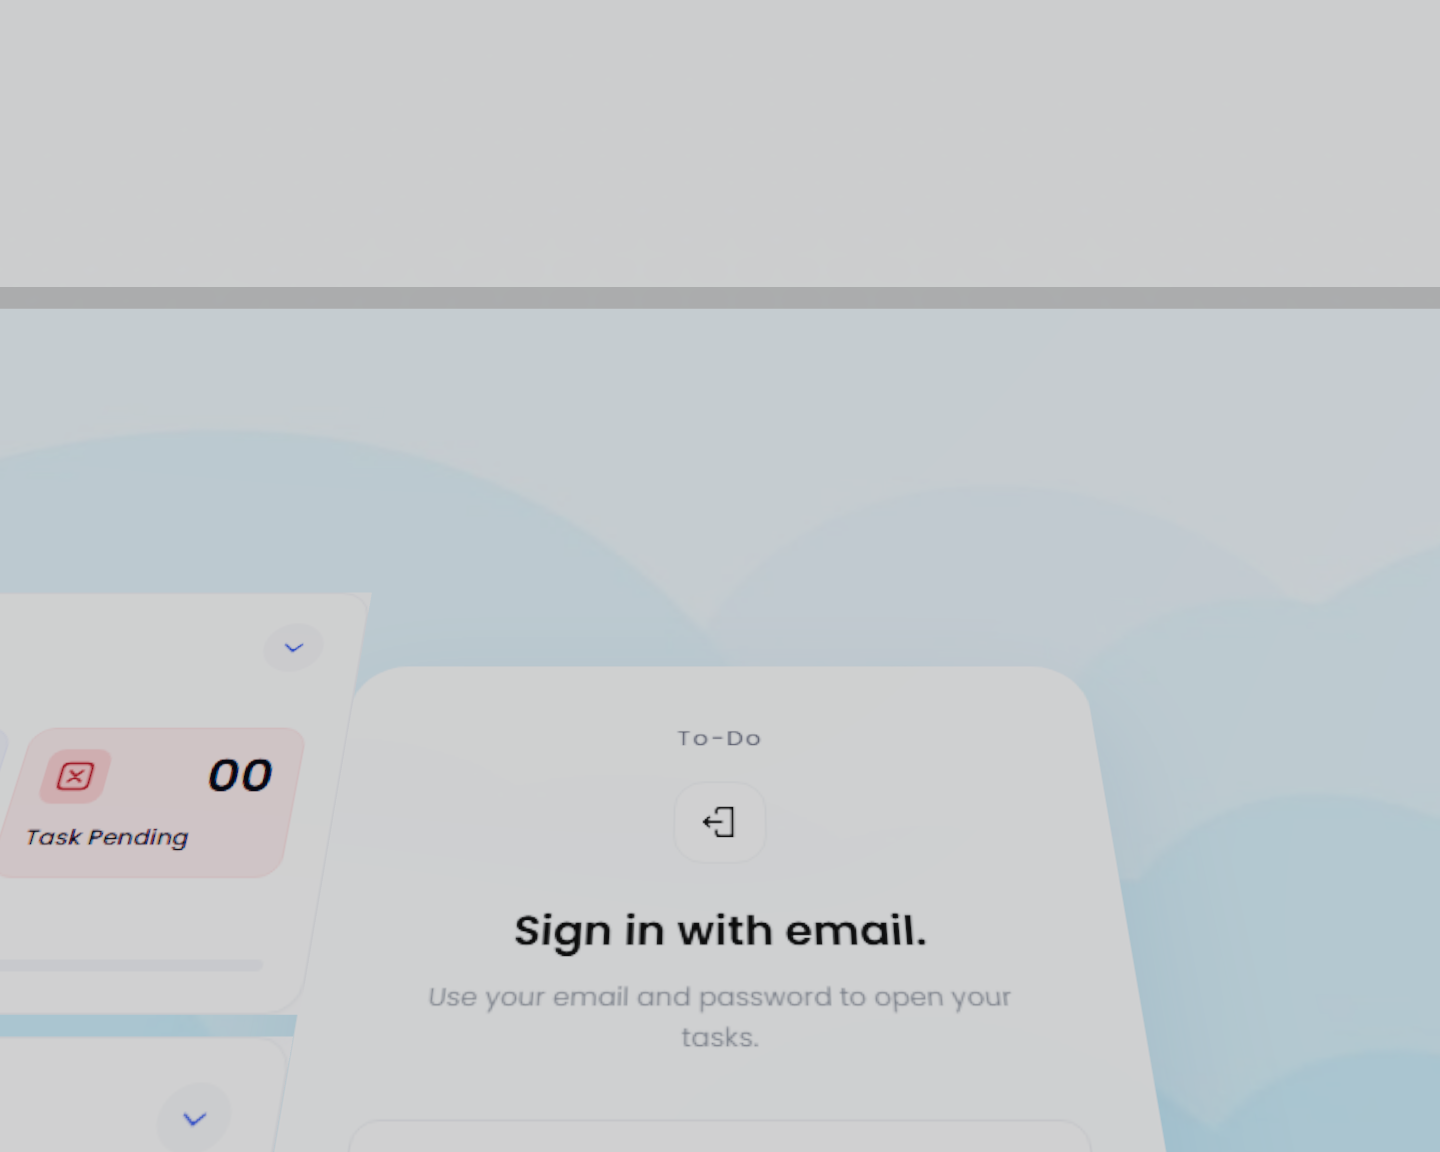 To-Do
00
Task Pending
Sign in with email.
Use your email and password to open your
tasks.